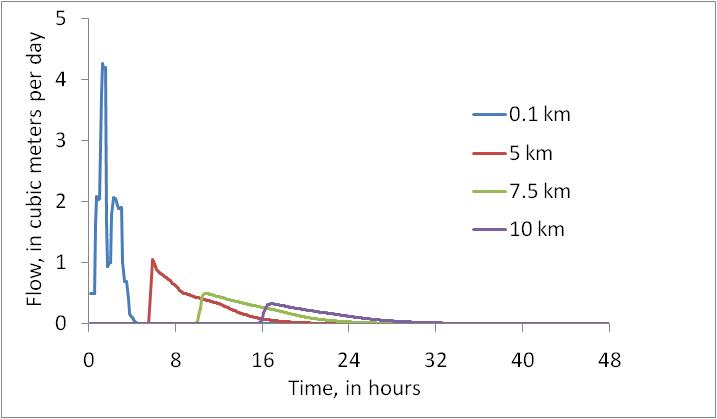 5
4
3
2
1
0
Flow, in cubic meters per day
0.1 km
5 km
7.5 km
10 km
0 8 16 24 32 40 48
Time, in hours